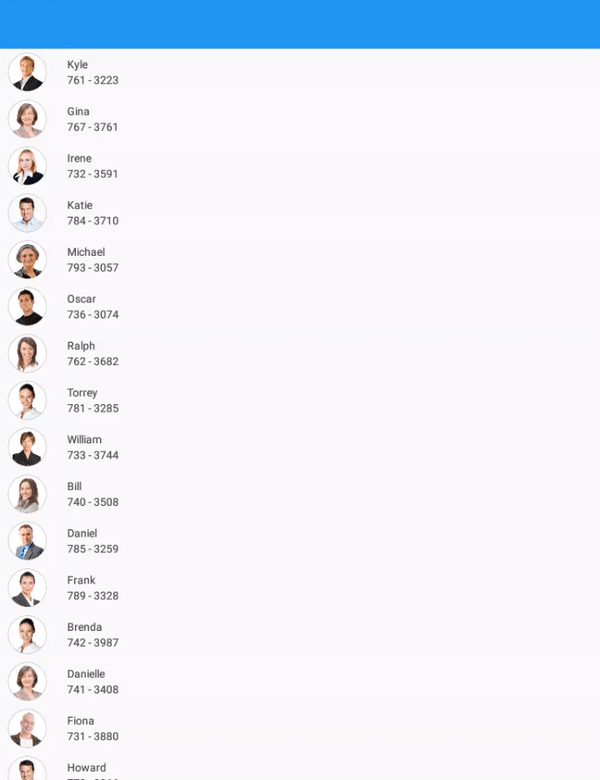 Kyle
761 - 3223
Gina
767 - 3761
Irene
732 - 3591
Katie
784 - 3710
Michael
793 - 3057
Oscar
736 - 3074
Ralph
762 - 3682
Torrey
781 - 3285
William
733 - 3744
Bill
740 - 3508
Daniel
785 - 3259
Frank
789 - 3328
Brenda
742 - 3987
Danielle
741 - 3408
Fiona
731 - 3880
Howard